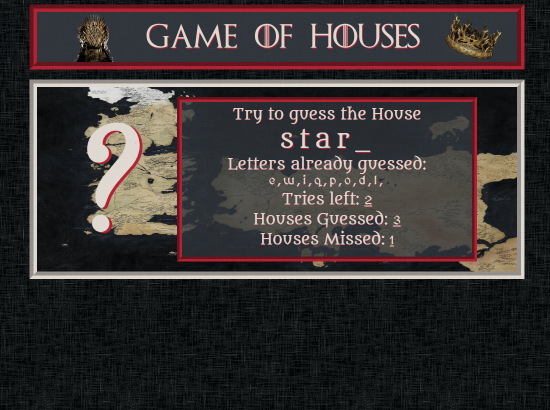 GAME OF HOUSES
?
Try to guess the House
star_
Letters already guessed:
e,w,i,q,p,o,d,l,
Tries left: 2
Houses Guessed: 3
Houses Missed: 1